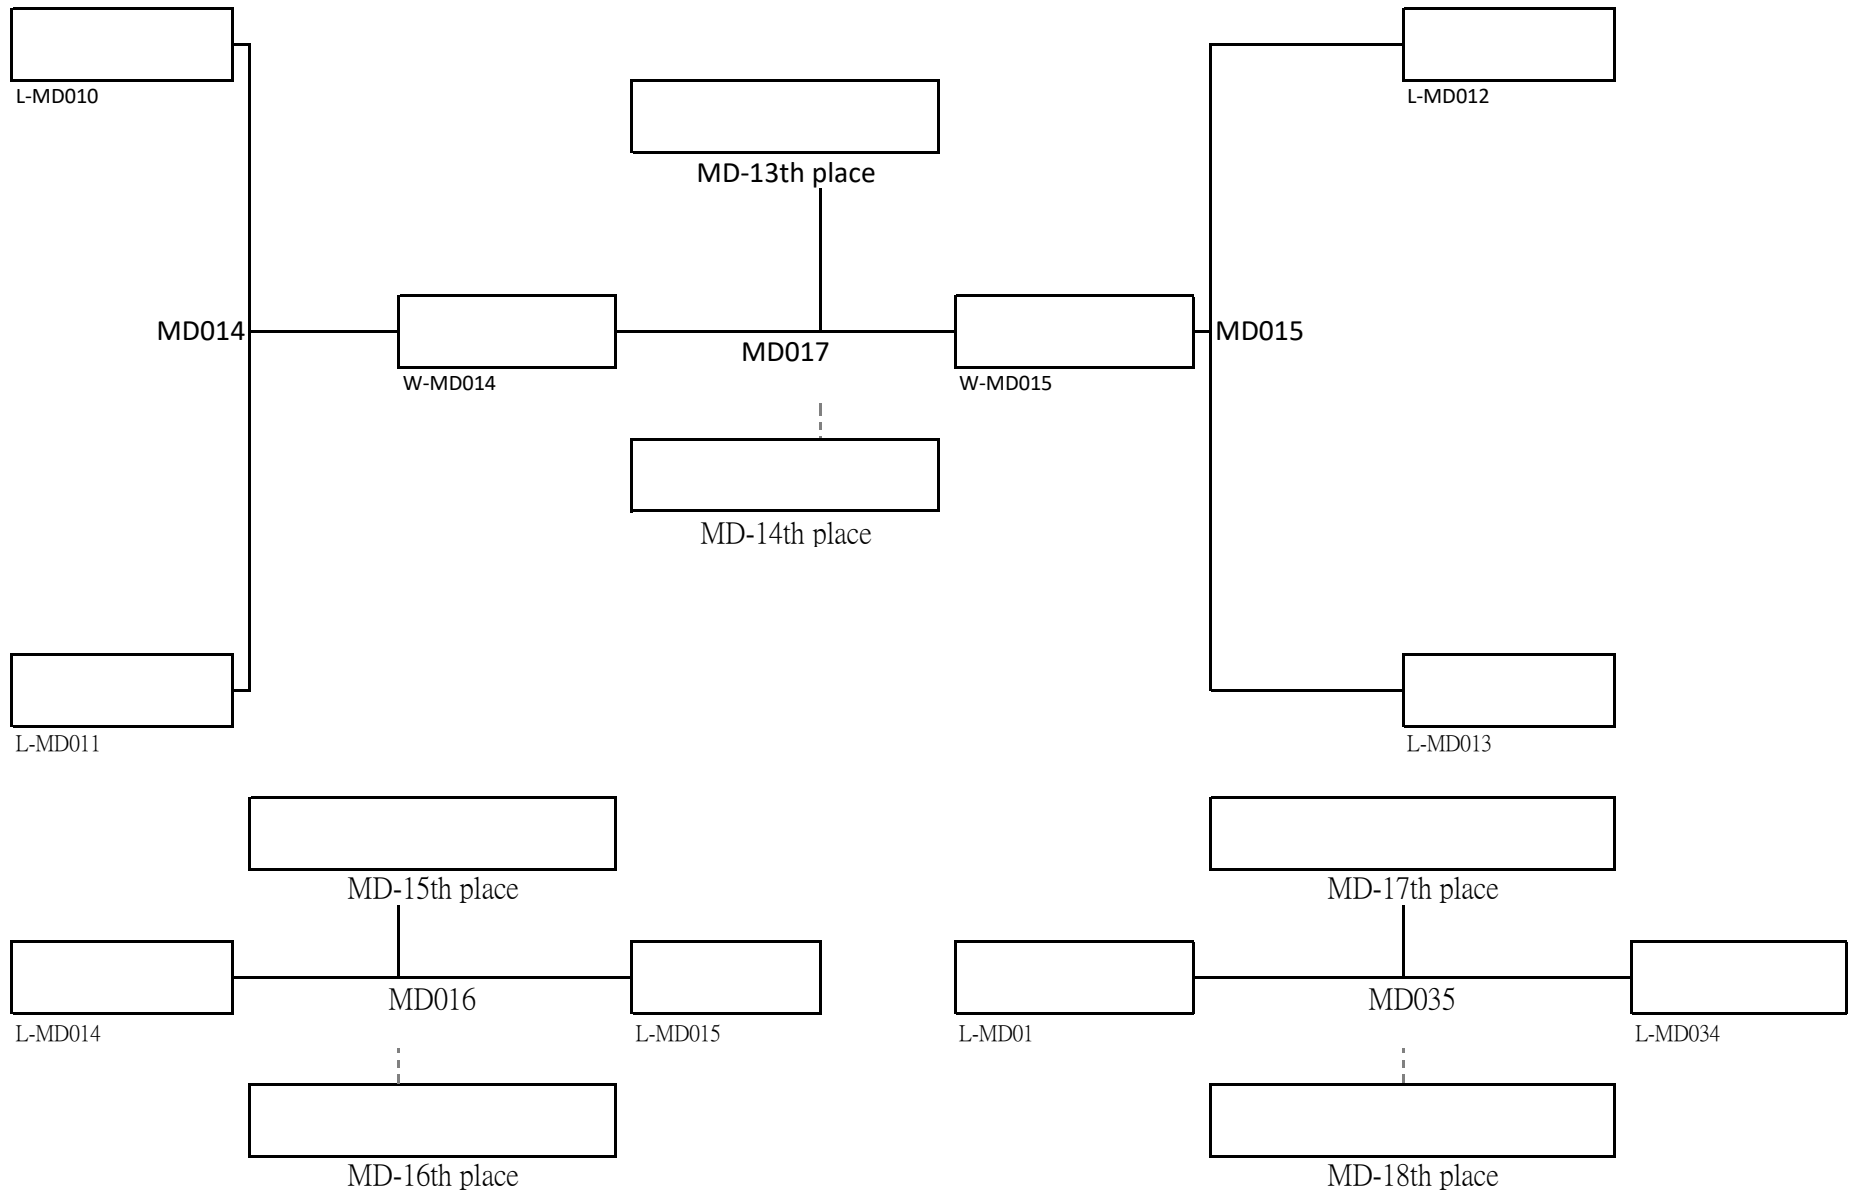 L-MD010
L-MD012
MD-13th place
MD014
MD015
MD017
W-MD014
W-MD015
MD-14th place
L-MD011
L-MD013
MD-15th place
MD-17th place
MD016
MD035
L-MD014
L-MD015
L-MD01
L-MD034
MD-16th place
MD-18th place